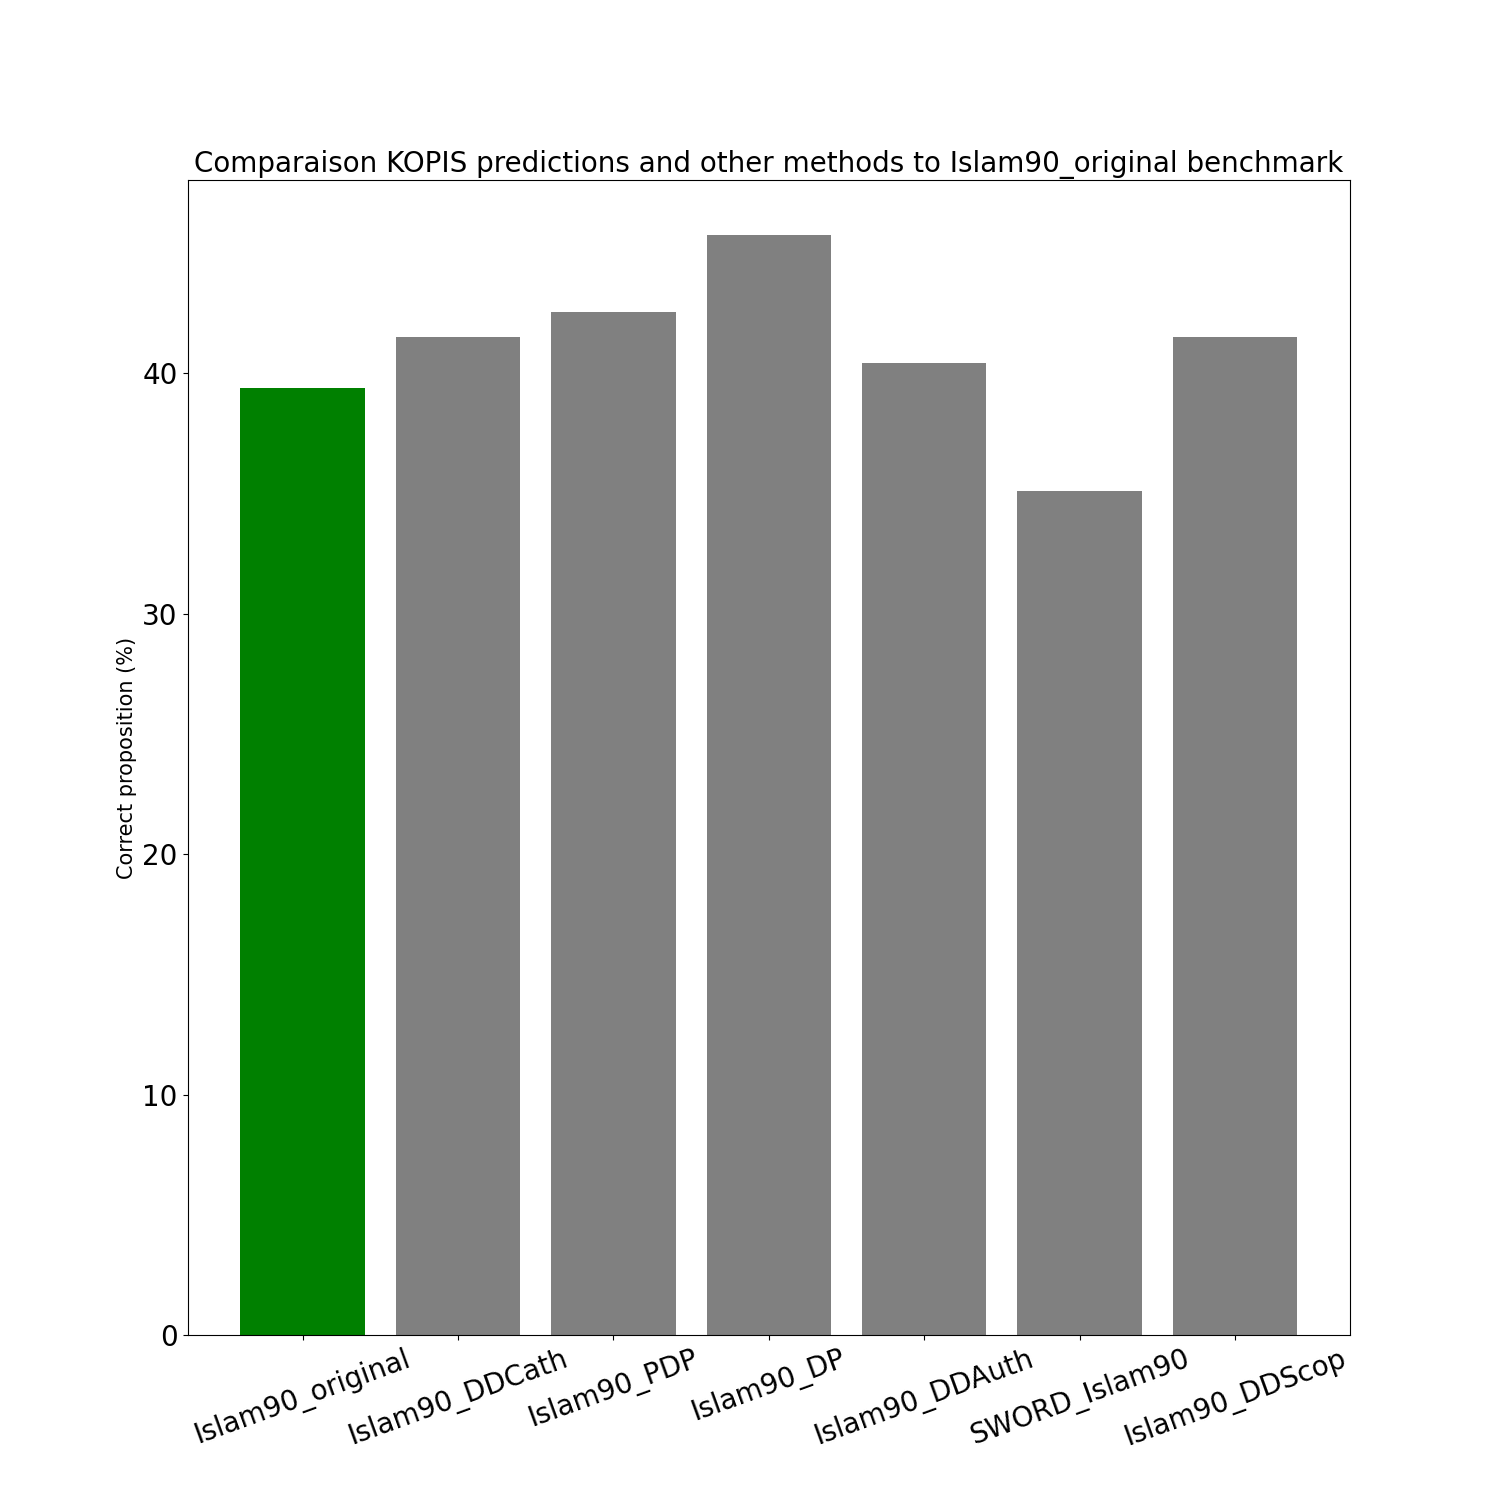 Comparaison KOPIS predictions and other methods to Islam90_original benchmark
Correct proposition (%)
40
30
20
10
0
Islam90_original
Islam90_DDCath
Islam90_PDP
Islam90_DP
Islam90_DDAuth
SWORD_Islam90
Islam90_DDScop